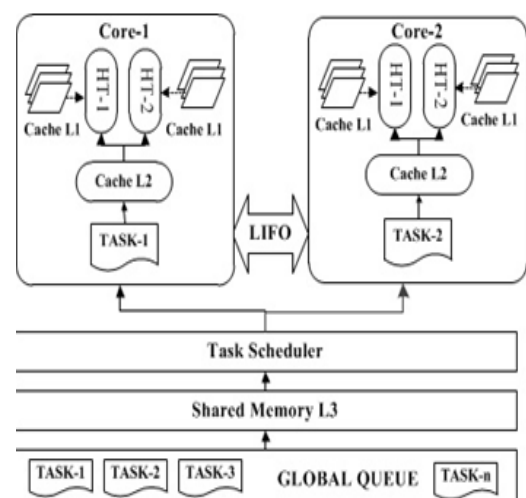 Core-1
Core-2
HT-1
HT-2
HT-1
HT-2
Cache L1
Cache L1
Cache L1
Cache L1
Cache L2
Cache L2
TASK-1
LIFO
TASK-2
Task Scheduler
Shared Memory L3
TASK-1 TASK-2 TASK-3 GLOBAL QUEUE TASK-n